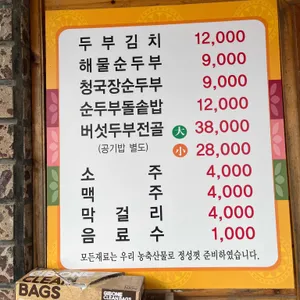 두부김치 12,000
해물순두부 9,000
청국장순두부 9,000
순두부돌솥밥 12,000
버섯두부전골 大 38,000
(공기밥 별도) 小 28,000
소 주 4,000
맥 주 4,000
막 걸 리 4,000
음 료 수 1,000
모든재료는 우리 농축산물로 정성껏 준비하였습니다.
CLEAR
BAGS